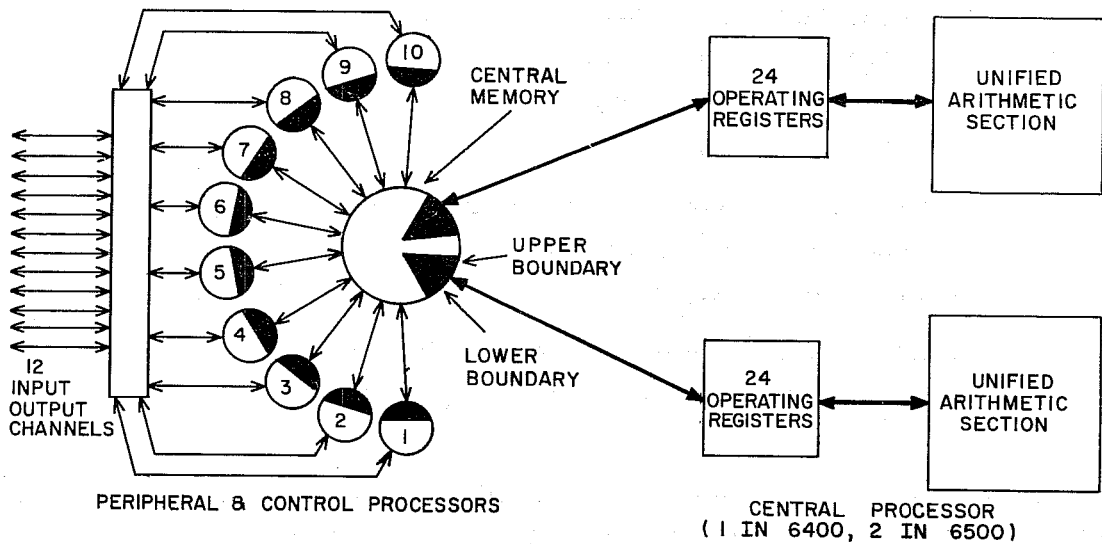 10
9
8
7
6
5
4
3
2
1
CENTRAL
MEMORY
UPPER
BOUNDARY
LOWER
BOUNDARY
12
INPUT
OUTPUT
CHANNELS
PERIPHERAL & CONTROL PROCESSORS
24
OPERATING
REGISTERS
UNIFIED
ARITHMETIC
SECTION
24
OPERATING
REGISTERS
UNIFIED
ARITHMETIC
SECTION
CENTRAL PROCESSOR
(1 IN 6400, 2 IN 6500)